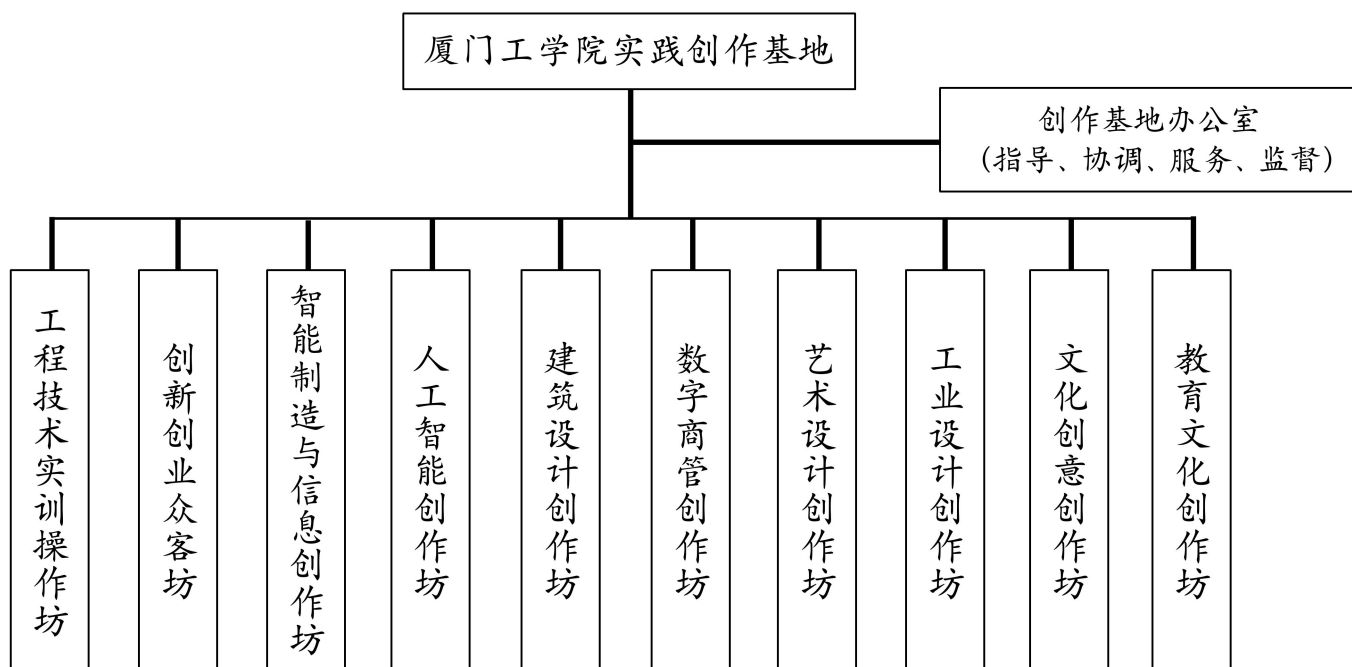 厦门工学院实践创作基地
创作基地办公室
(指导、协调、服务、监督)
工程技术实训操作坊
创新创业众客坊
智能制造与信息创作坊
人工智能创作坊
建筑设计创作坊
数字商管创作坊
艺术设计创作坊
工业设计创作坊
文化创意创作坊
教育文化创作坊